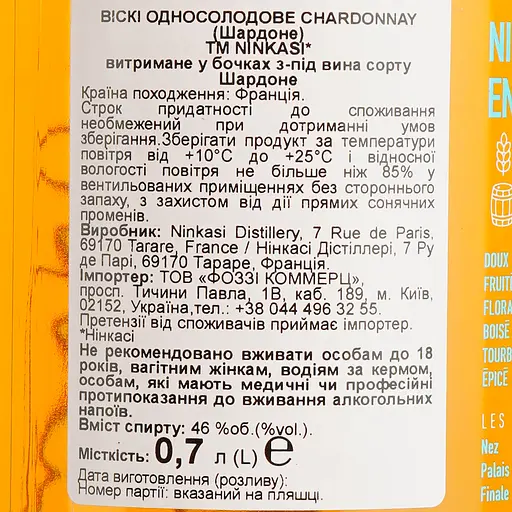 ВІСКІ ОДНОСОЛОДОВЕ CHARDONNAY
(Шардоне)
ТМ NINKASI*
витримане у бочках з-під вина сорту
Шардоне
Країна походження: Франція.
Строк придатності до споживання
необмежений при дотриманні умов
зберігання.Зберігати продукт за температури
повітря від +10°C до +25°C і відносної
вологості повітря не більше ніж 85% у
вентильованих приміщеннях без стороннього
запаху, з захистом від дії прямих сонячних
променів.
Виробник: Ninkasi Distillery, 7 Rue de Paris,
69170 Tarare, France / Нінкасі Дістіллері, 7 Ру
де Парі, 69170 Тараре, Франція.
Імпортер: ТОВ «ФОЗЗІ КОММЕРЦ»,
просп. Тичини Павла, 1В, каб. 189, м. Київ,
02152, Україна,тел.: +38 044 496 32 55.
Претензії від споживачів приймає імпортер.
*Нінкасі
Не рекомендовано вживати особам до 18
років, вагітним жінкам, водіям за кермом,
особам, які мають медичні чи професійні
протипоказання до вживання алкогольних
напоїв.
Вміст спирту: 46 %об.(%vol.).
Місткість: 0,7 л (L) ℮
Дата виготовлення (розливу):
Номер партії: вказаний на пляшці.
NI
EN
DOUX
FRUIT
FLORA
BOISÉ
TOURB
ÉPICÉ
LES
Nez
Palais
Finale